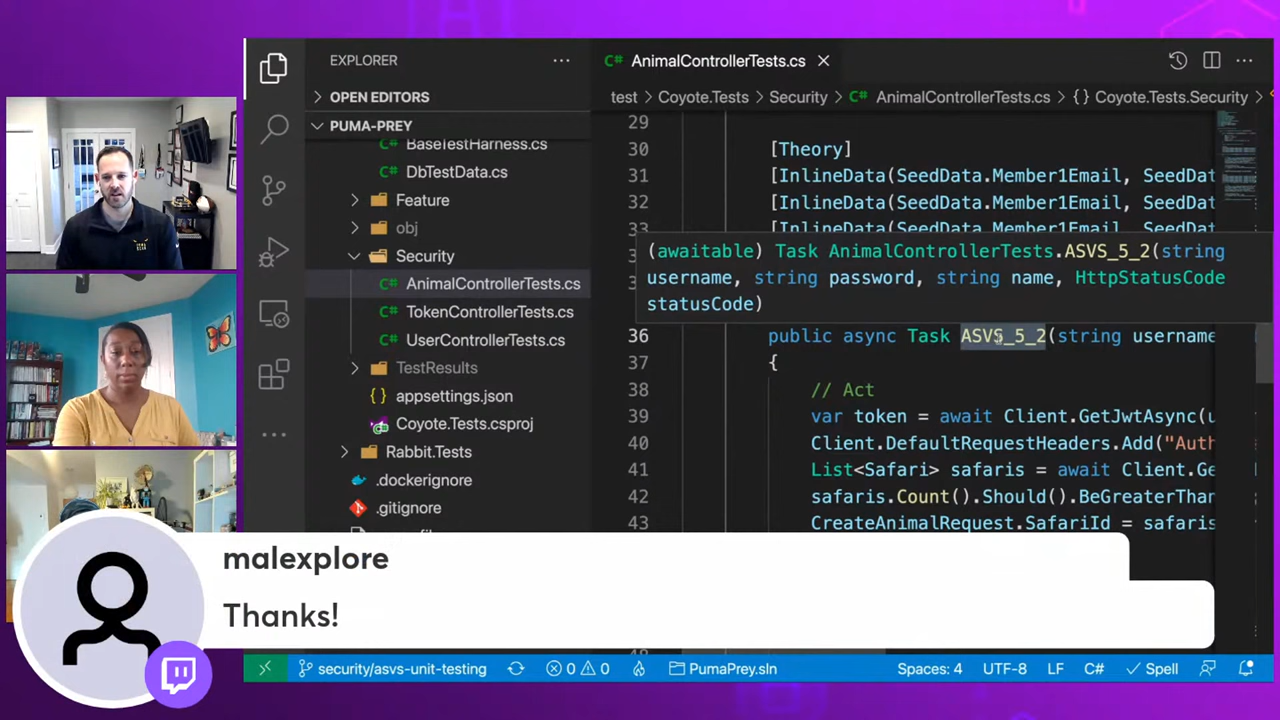 EXPLORER
OPEN EDITORS
PUMA-PREY
BaseTestHarness.cs
DbTestData.cs
Feature
obj
Security
AnimalControllerTests.cs
TokenControllerTests.cs
UserControllerTests.cs
TestResults
appsettings.json
Coyote.Tests.csproj
Rabbit.Tests
.dockerignore
.gitignore
AnimalControllerTests.cs
test > Coyote.Tests > Security > AnimalControllerTests.cs > {} Coyote.Tests.Security >
29
30 [Theory]
31 [InlineData(SeedData.Member1Email, SeedDat
32 [InlineData(SeedData.Member1Email, SeedDat
33 [InlineData(SeedData.Member1Email, SeedDat
(awaitable) Task AnimalControllerTests.ASVS_5_2(string
username, string password, string name, HttpStatusCode
statusCode)
36 public async Task ASVS_5_2(string username
37 {
38 // Act
39 var token = await Client.GetJwtAsync(u
40 Client.DefaultRequestHeaders.Add("Auth
41 List<Safari> safaris = await Client.Ge
42 safaris.Count().Should().BeGreaterThan
43 CreateAnimalRequest.SafariId = safaris
malexplore
Thanks!
security/asvs-unit-testing 0 0 PumaPrey.sln Spaces: 4 UTF-8 LF C# Spell